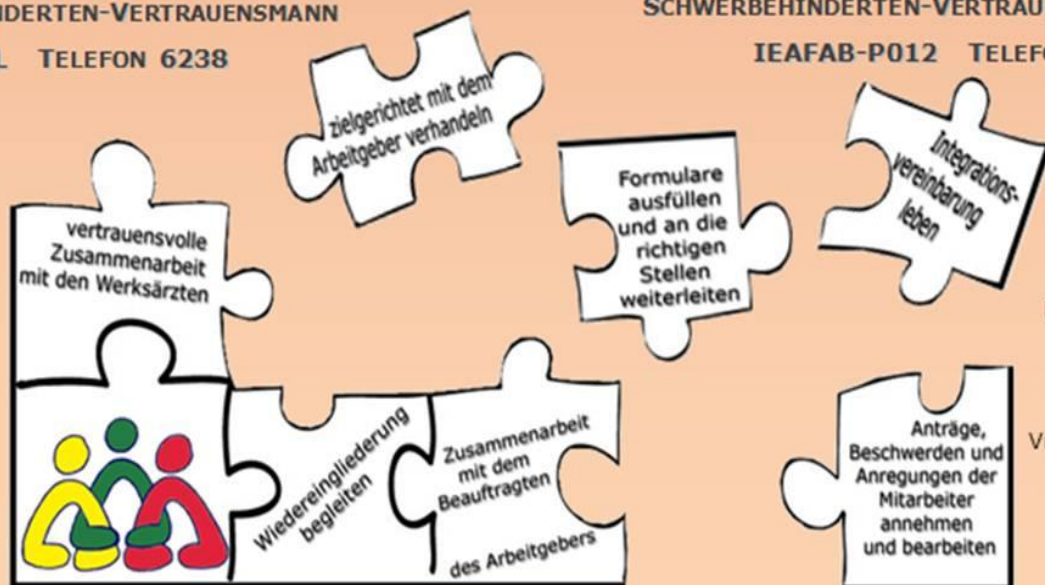 NDERTEN-VERTRAUENSMANN
SCHWERBEHINDERTEN-VERTRAU
L TELEFON 6238
IEAFAB-P012 TELEFO
zielgerichtet mit dem
Arbeitgeber verhandeln
Formulare
ausfüllen
und an die
richtigen
Stellen
weiterleiten
Integrations-
vereinbarung
leben
vertrauensvolle
Zusammenarbeit
mit den Werksärzten
Wiedereingliederung
begleiten
Zusammenarbeit
mit dem
Beauftragten
des Arbeitgebers
Anträge,
Beschwerden und
Anregungen der
Mitarbeiter
annehmen
und bearbeiten
V